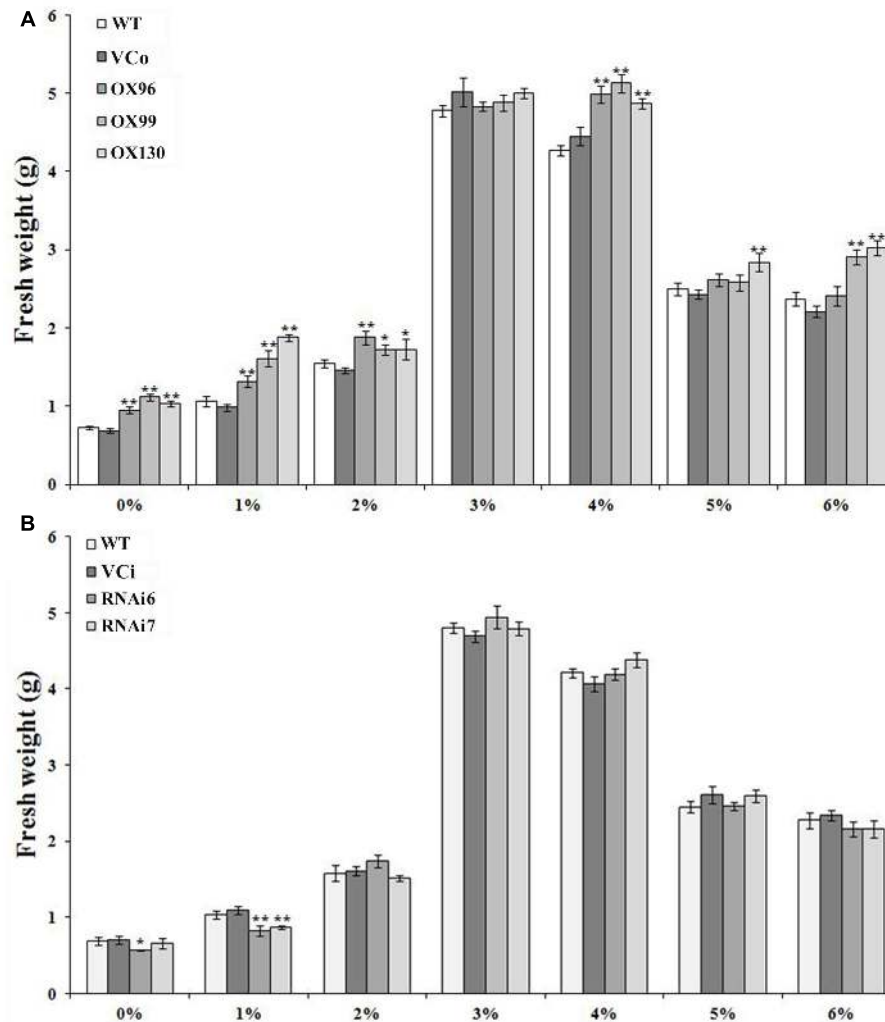 A
Fresh weight (g)
6
5
4
3
2
1
0
WT
VCo
OX96
OX99
OX130
** ** **
** ** **
** * *
** ** **
**
** **
0% 1% 2% 3% 4% 5% 6%
B
Fresh weight (g)
6
5
4
3
2
1
0
WT
VCi
RNAi6
RNAi7
*
** **
0% 1% 2% 3% 4% 5% 6%